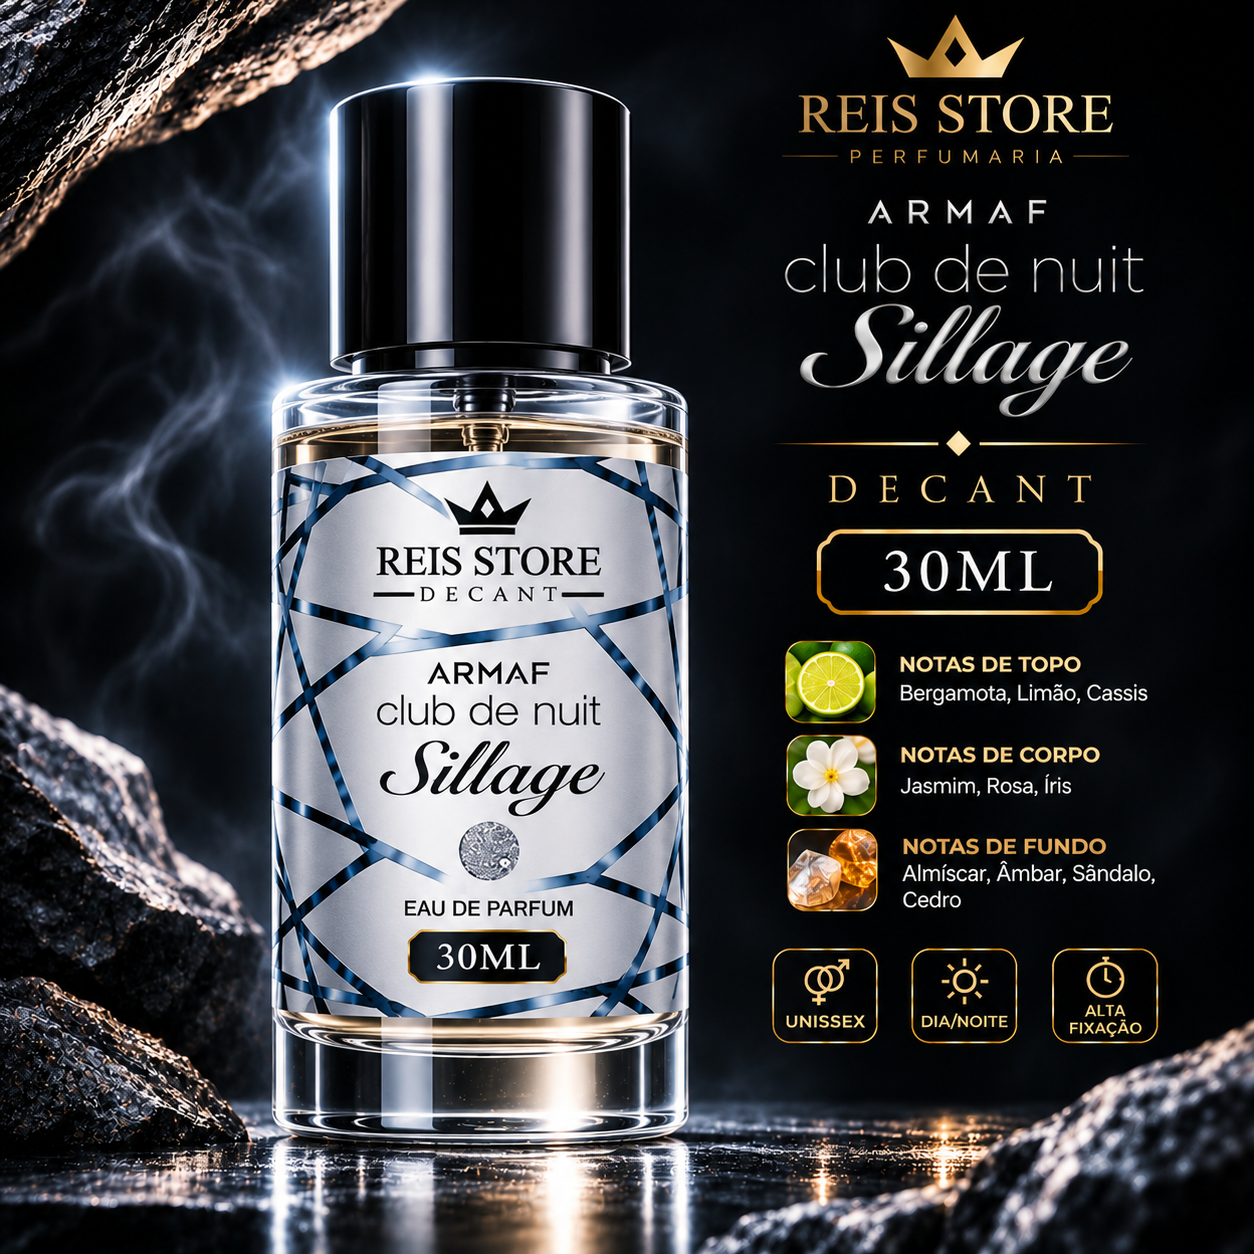 REIS STORE
PERFUMARIA
ARMAF
club de nuit
Sillage
DECANT
30ML
NOTAS DE TOPO
Bergamota, Limão, Cassis
NOTAS DE CORPO
Jasmim, Rosa, Íris
NOTAS DE FUNDO
Almíscar, Âmbar, Sândalo,
Cedro
UNISSEX
DIA/NOITE
ALTA
FIXAÇÃO
REIS STORE
DECANT
ARMAF
club de nuit
Sillage
EAU DE PARFUM
30ML